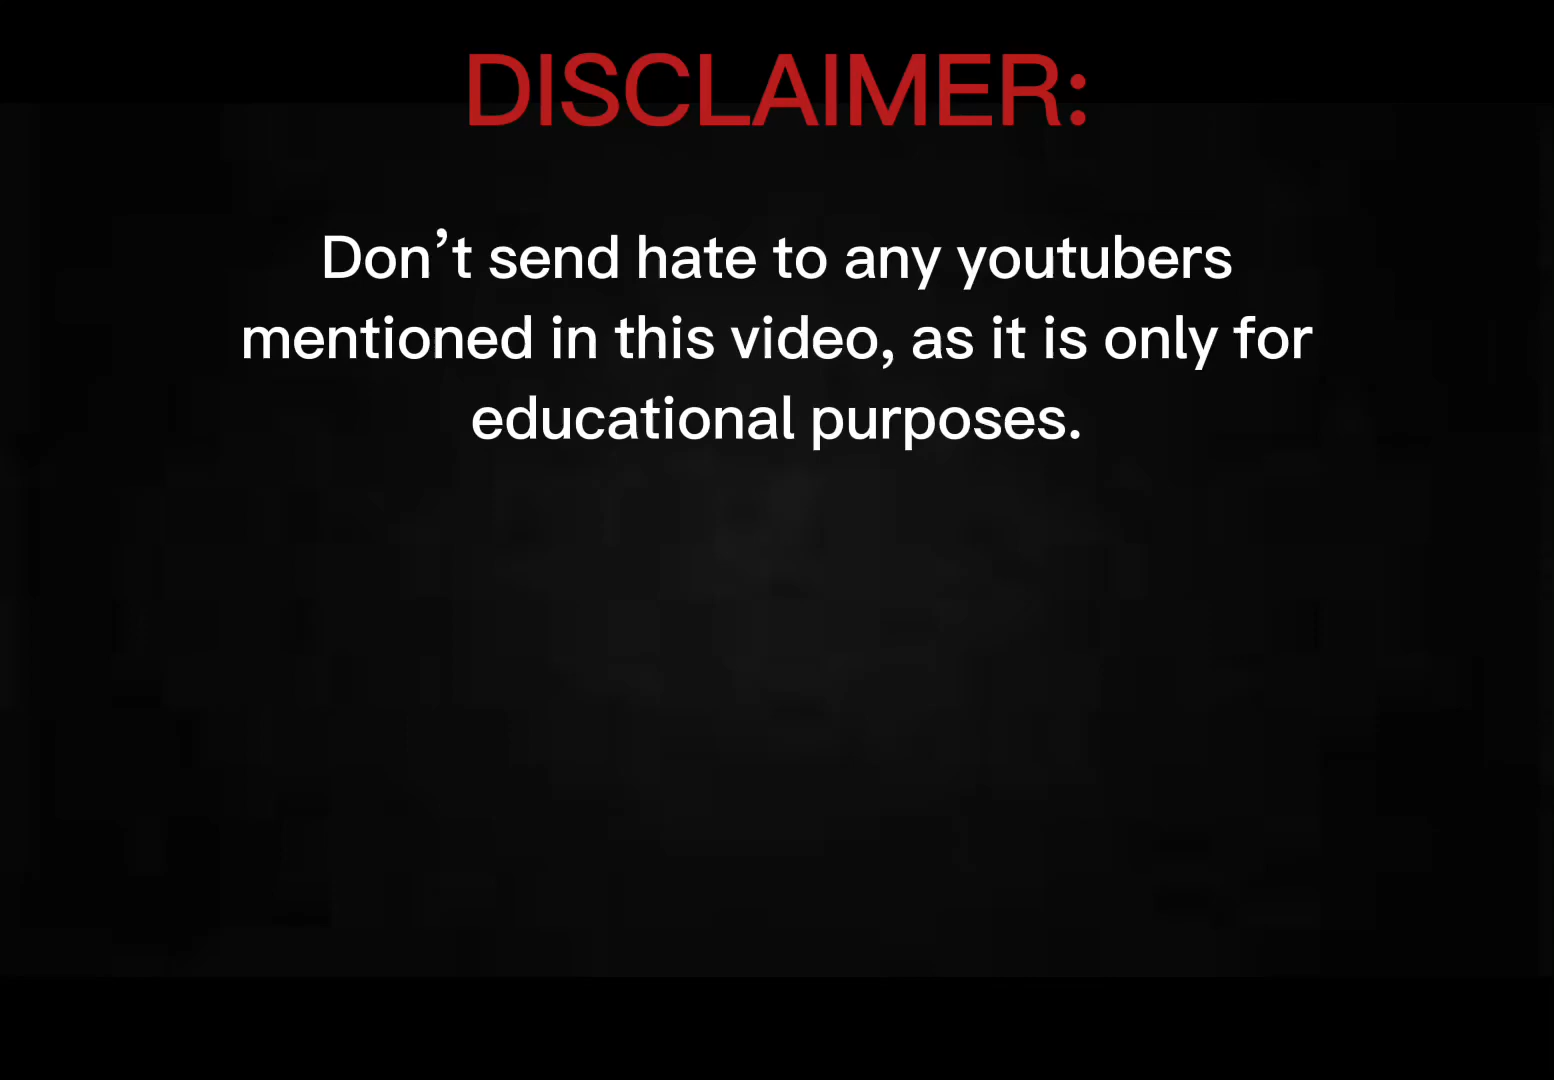 DISCLAIMER:
Don’t send hate to any youtubers
mentioned in this video, as it is only for
educational purposes.